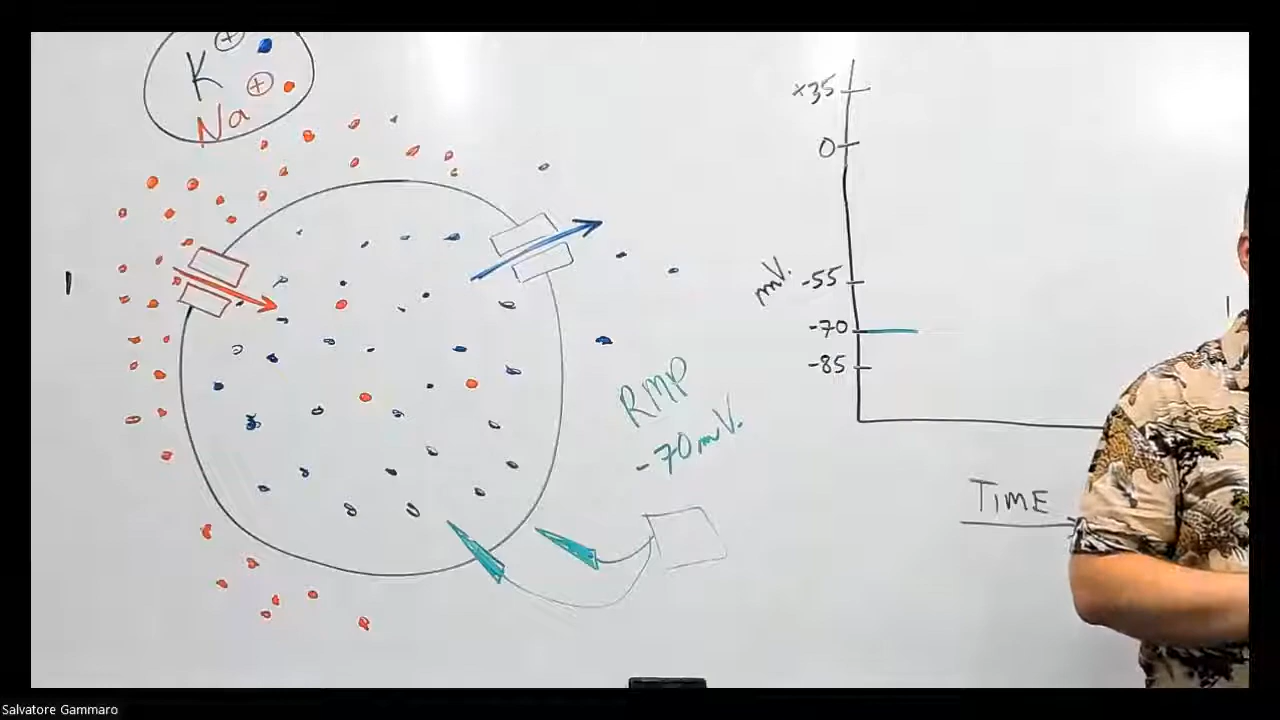 K +
Na +
RMP
-70 mV.
+35
0
mV.
-55
-70
-85
TIME
Salvatore Gammaro